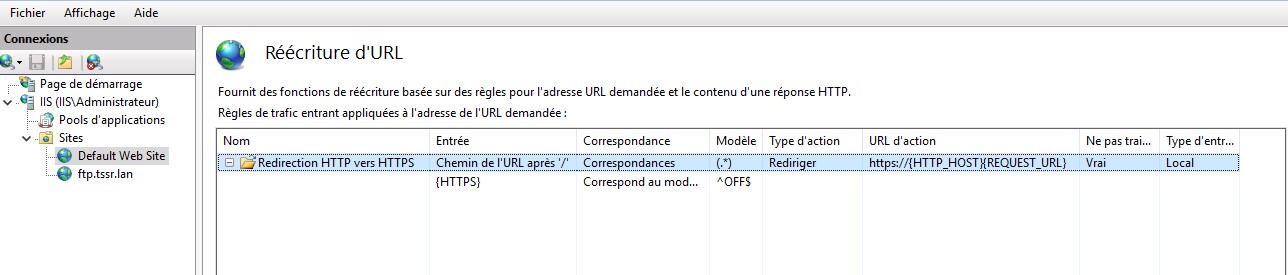 Fichier Affichage Aide
Connexions
Page de démarrage
IIS (IIS\Administrateur)
Pools d'applications
Sites
Default Web Site
ftp.tssr.lan
Réécriture d'URL
Fournit des fonctions de réécriture basée sur des règles pour l'adresse URL demandée et le contenu d'une réponse HTTP.
Règles de trafic entrant appliquées à l'adresse de l'URL demandée :
Nom Entrée Correspondance Modèle Type d'action URL d'action Ne pas trai... Type d'entr...
Redirection HTTP vers HTTPS Chemin de l'URL après '/' Correspondances (.*) Rediriger https://{HTTP_HOST}{REQUEST_URL} Vrai Local
{HTTPS} Correspond au mod... ^OFF$